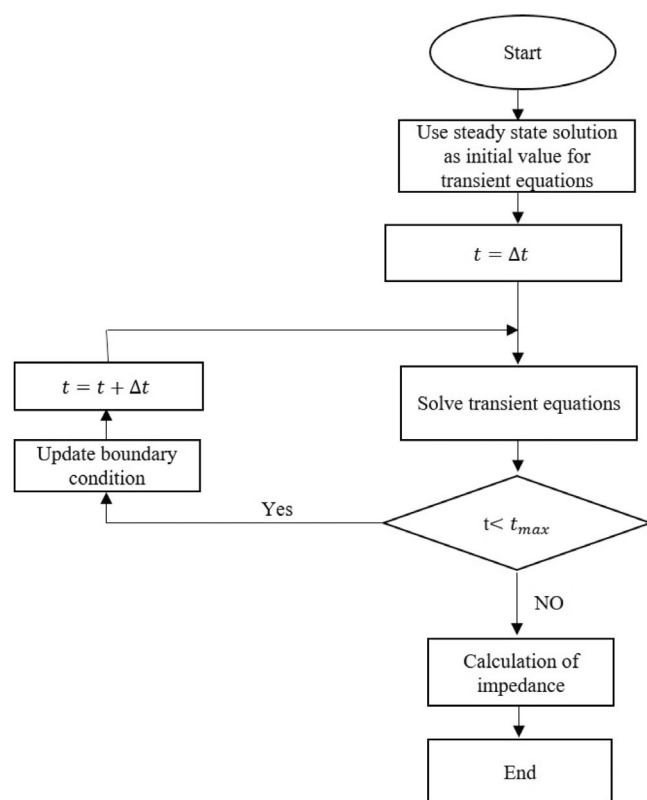 Start
Use steady state solution
as initial value for
transient equations
t = Δt
t = t + Δt
Solve transient equations
Update boundary
condition
Yes
t< t_max
NO
Calculation of
impedance
End